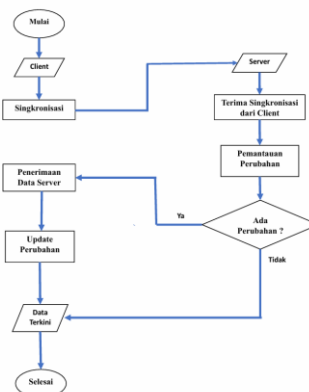 Mulai
Client
Server
Singkronisasi
Terima Singkronisasi
dari Client
Pemantauan
Perubahan
Penerimaan
Data Server
Ya
Ada
Perubahan ?
Update
Perubahan
Tidak
Data
Terkini
Selesai